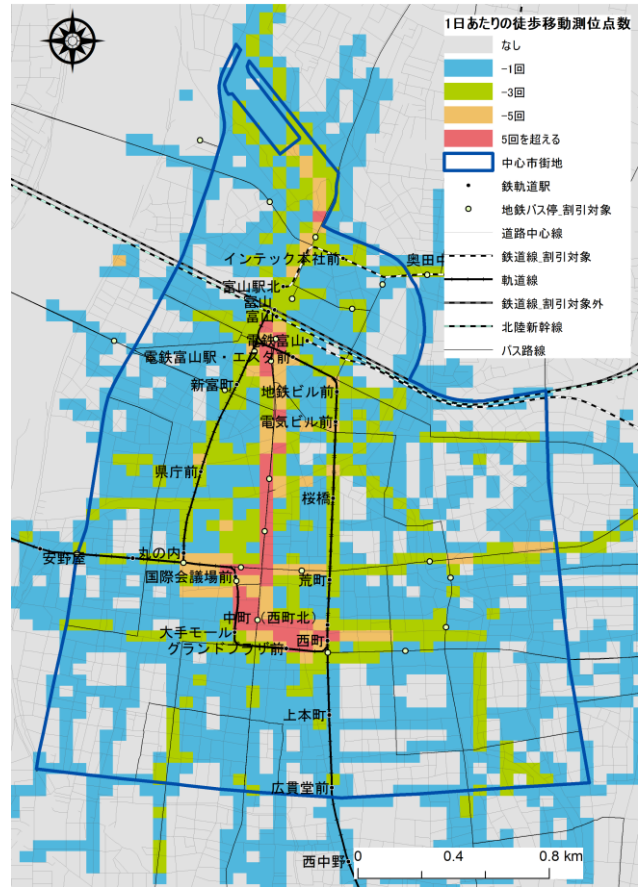 1日あたりの徒歩移動測位点数
なし
-1回
-3回
-5回
5回を超える
中心市街地
鉄軌道駅
地鉄バス停_割引対象
道路中心線
鉄道線_割引対象
軌道線
鉄道線_割引対象外
北陸新幹線
バス路線
インテック本社前
奥田中
富山駅北
富山
富山
電鉄富山
電鉄富山駅・エスタ前
新富町
地鉄ビル前
電気ビル前
県庁前
桜橋
丸の内
安野屋
国際会議場前
荒町
中町(西町北)
大手モール
西町
グランドプラザ前
上本町
広貫堂前
西中野
0 0.4 0.8 km